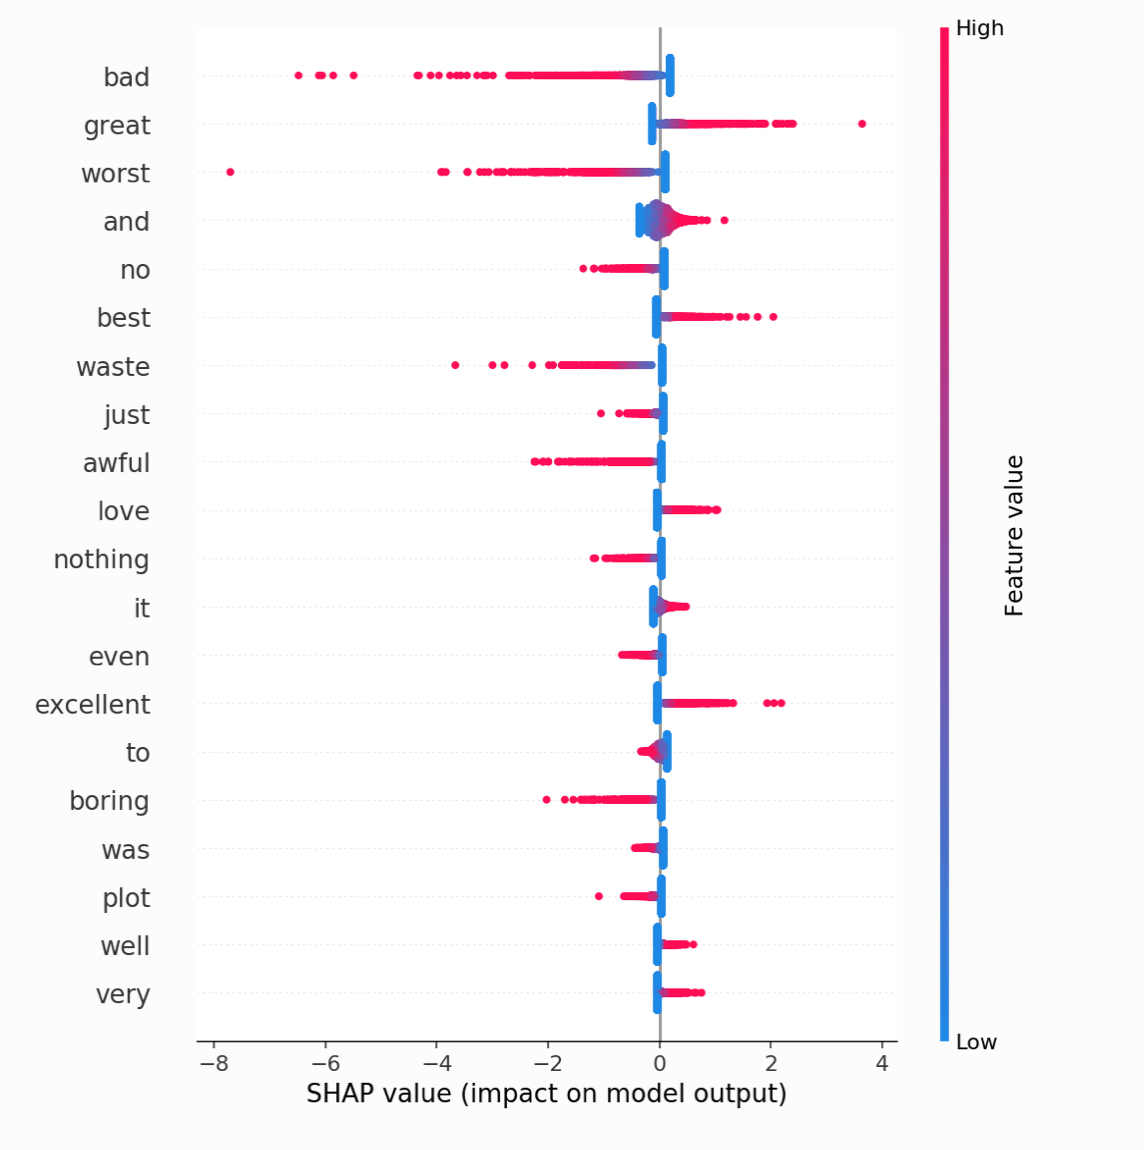 High
bad
great
worst
and
no
best
waste
just
awful
love
nothing
it
even
excellent
to
boring
was
plot
well
very
Feature value
Low
−8 −6 −4 −2 0 2 4
SHAP value (impact on model output)